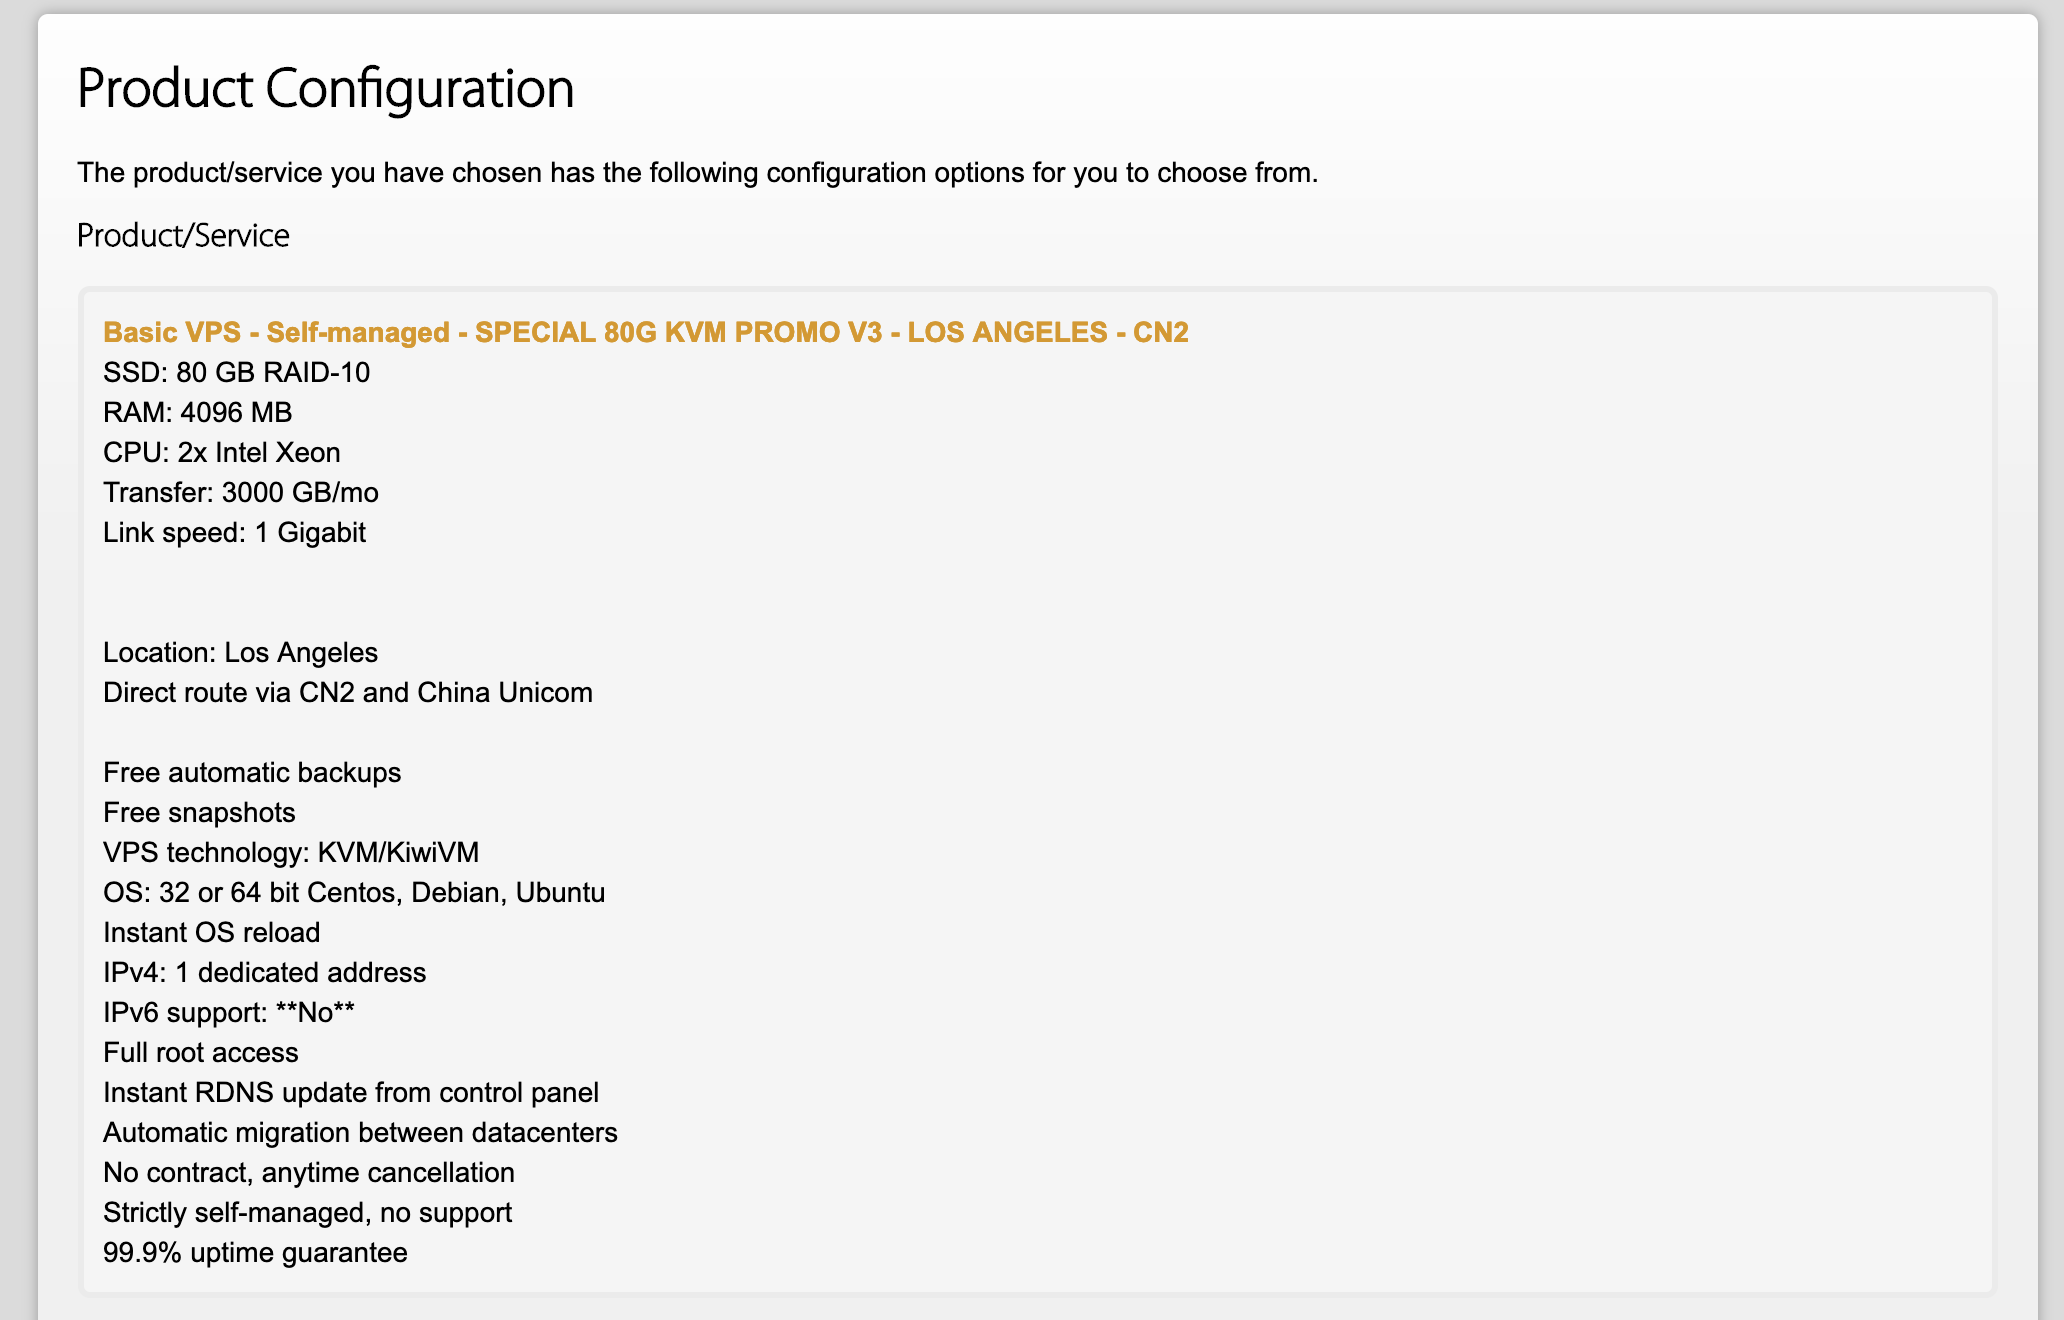 Product Configuration
The product/service you have chosen has the following configuration options for you to choose from.
Product/Service
Basic VPS - Self-managed - SPECIAL 80G KVM PROMO V3 - LOS ANGELES - CN2
SSD: 80 GB RAID-10
RAM: 4096 MB
CPU: 2x Intel Xeon
Transfer: 3000 GB/mo
Link speed: 1 Gigabit
Location: Los Angeles
Direct route via CN2 and China Unicom
Free automatic backups
Free snapshots
VPS technology: KVM/KiwiVM
OS: 32 or 64 bit Centos, Debian, Ubuntu
Instant OS reload
IPv4: 1 dedicated address
IPv6 support: **No**
Full root access
Instant RDNS update from control panel
Automatic migration between datacenters
No contract, anytime cancellation
Strictly self-managed, no support
99.9% uptime guarantee